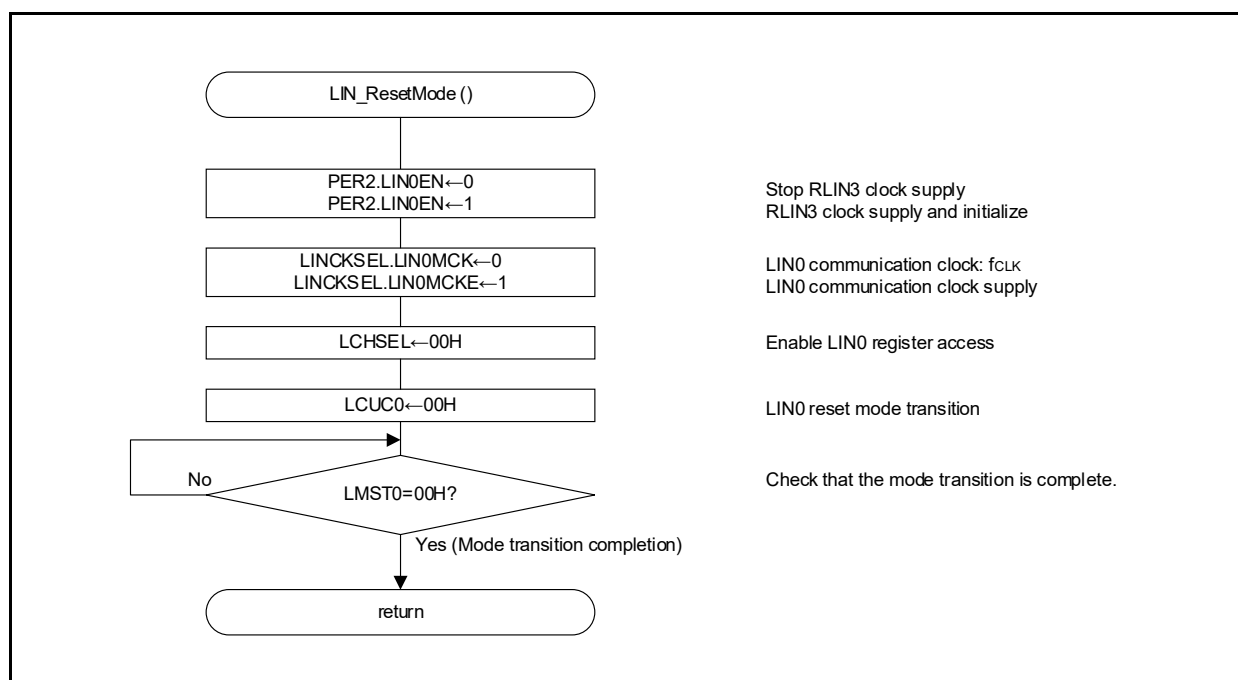 LIN_ResetMode ()
PER2.LIN0EN←0
PER2.LIN0EN←1
Stop RLIN3 clock supply
RLIN3 clock supply and initialize
LINCKSEL.LIN0MCK←0
LINCKSEL.LIN0MCKE←1
LIN0 communication clock: fCLK
LIN0 communication clock supply
LCHSEL←00H
Enable LIN0 register access
LCUC0←00H
LIN0 reset mode transition
No
LMST0=00H?
Check that the mode transition is complete.
Yes (Mode transition completion)
return